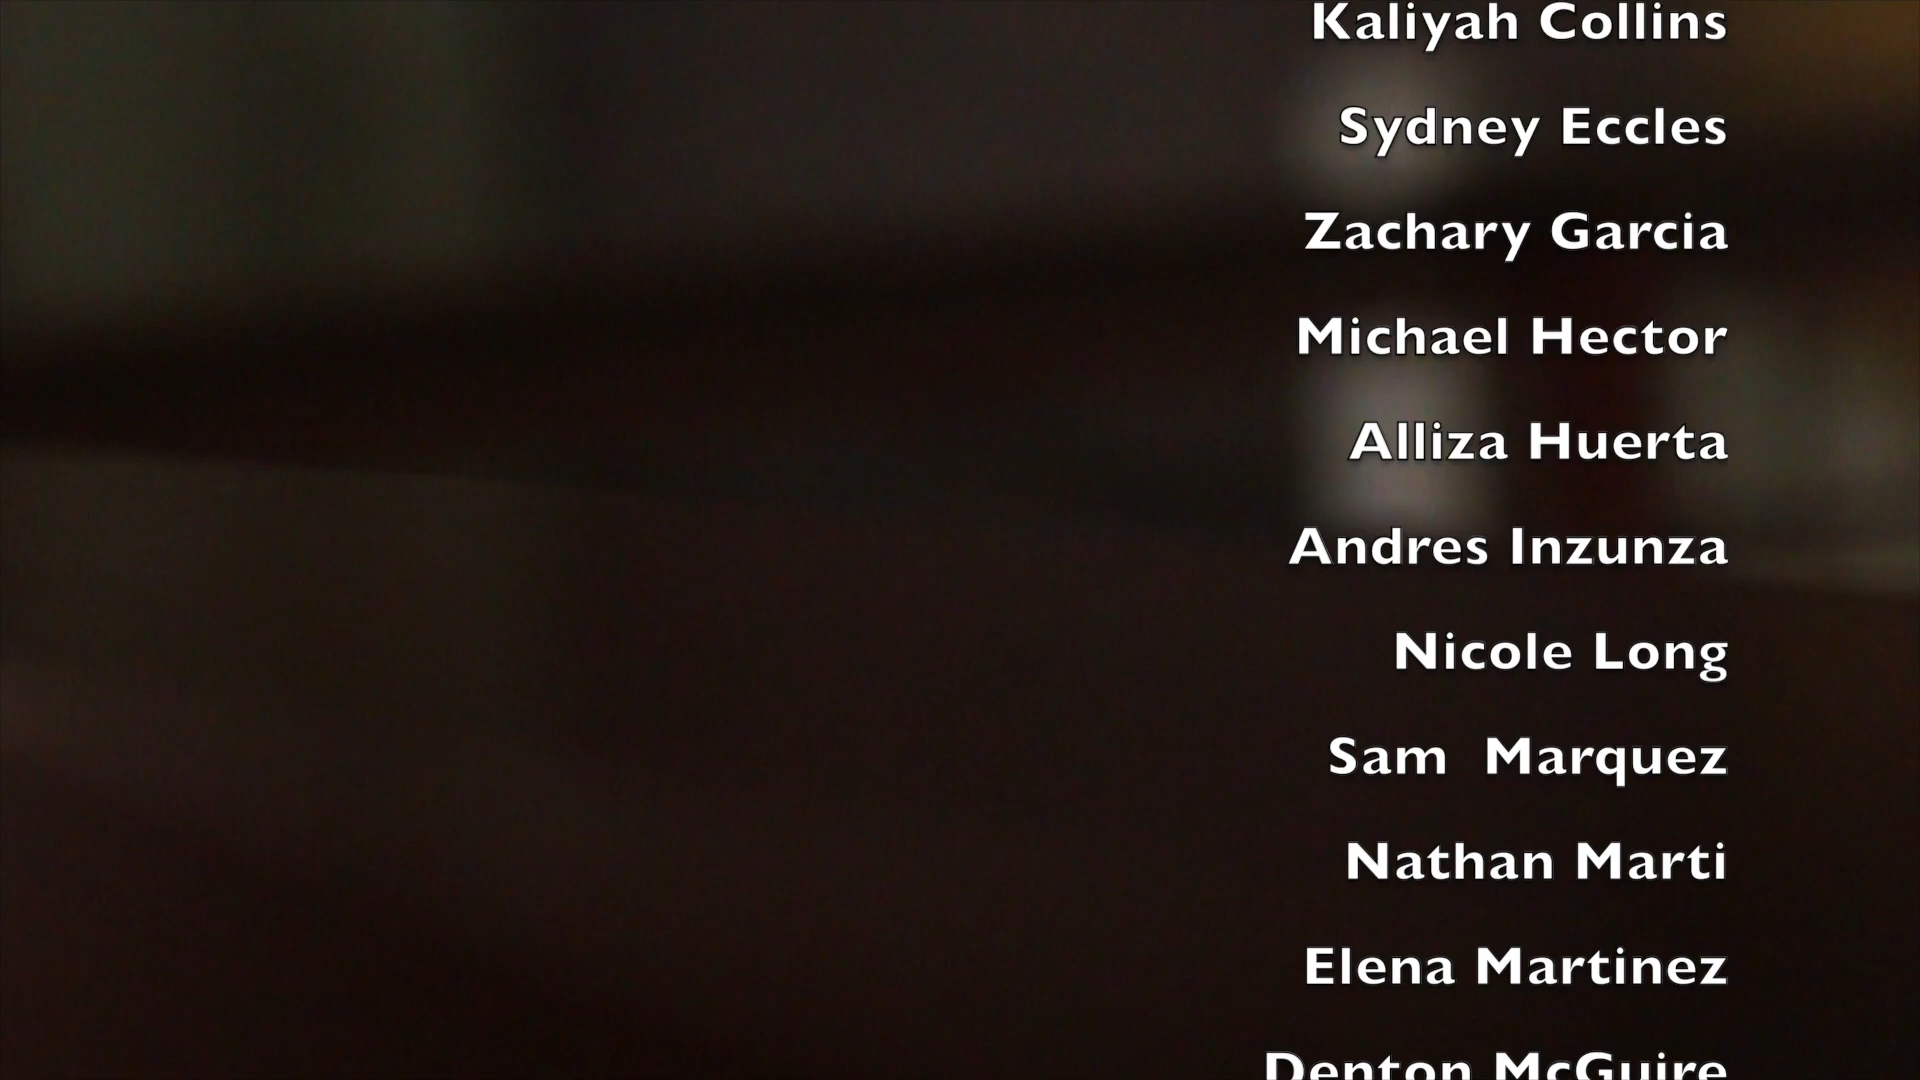 Kaliyah Collins
Sydney Eccles
Zachary Garcia
Michael Hector
Alliza Huerta
Andres Inzunza
Nicole Long
Sam  Marquez
Nathan Marti
Elena Martinez
Denton McGuire